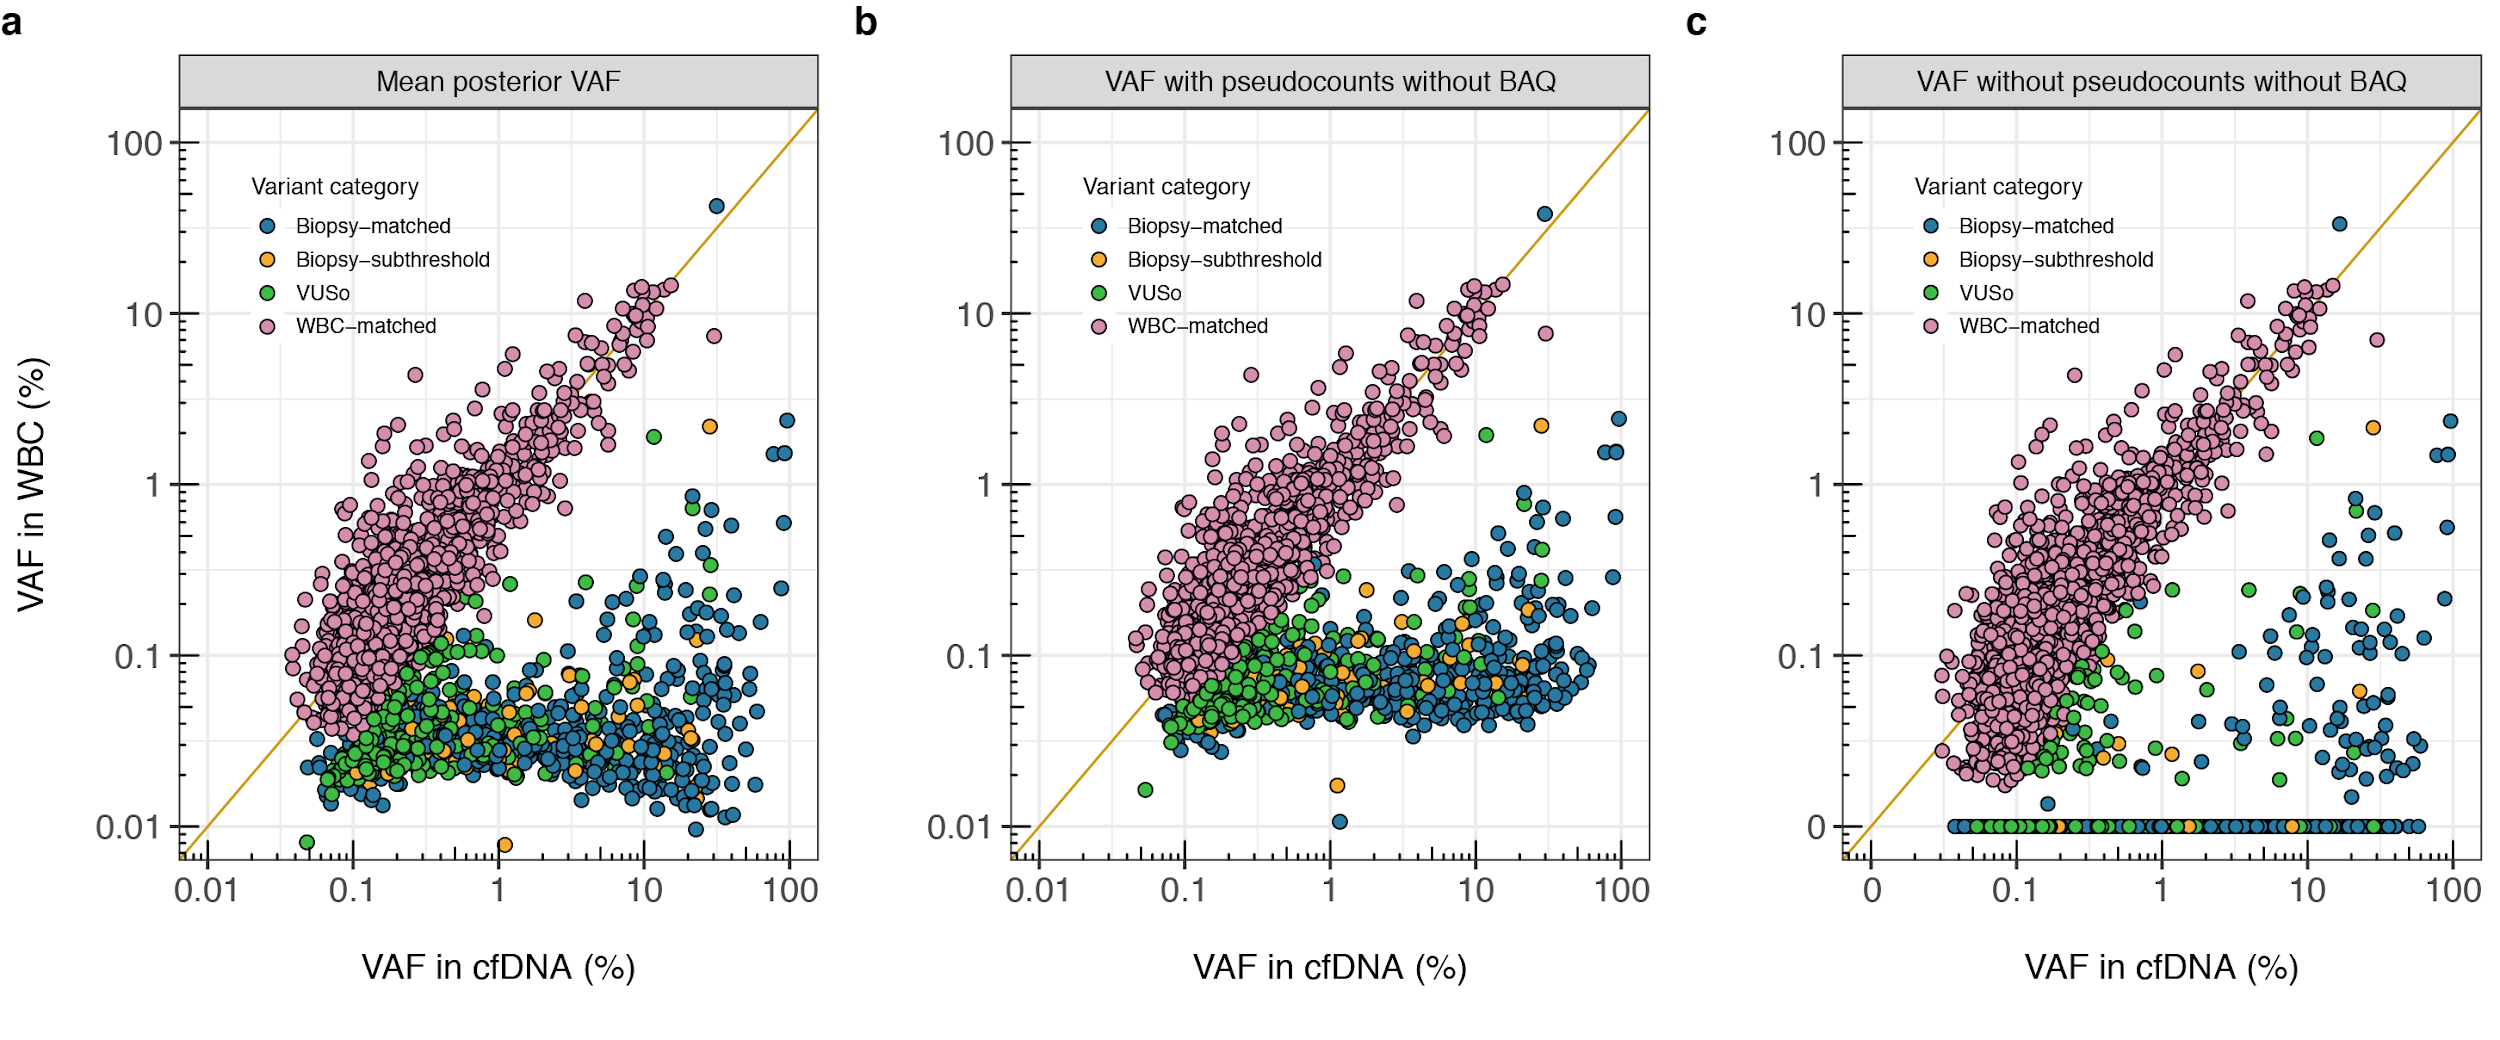 a
Mean posterior VAF
VAF in WBC (%)
100
10
1
0.1
0.01
Variant category
Biopsy−matched
Biopsy−subthreshold
VUSo
WBC−matched
0.01 0.1 1 10 100
VAF in cfDNA (%)
b
VAF with pseudocounts without BAQ
100
10
1
0.1
0.01
Variant category
Biopsy−matched
Biopsy−subthreshold
VUSo
WBC−matched
0.01 0.1 1 10 100
VAF in cfDNA (%)
c
VAF without pseudocounts without BAQ
100
10
1
0.1
0
Variant category
Biopsy−matched
Biopsy−subthreshold
VUSo
WBC−matched
0 0.1 1 10 100
VAF in cfDNA (%)